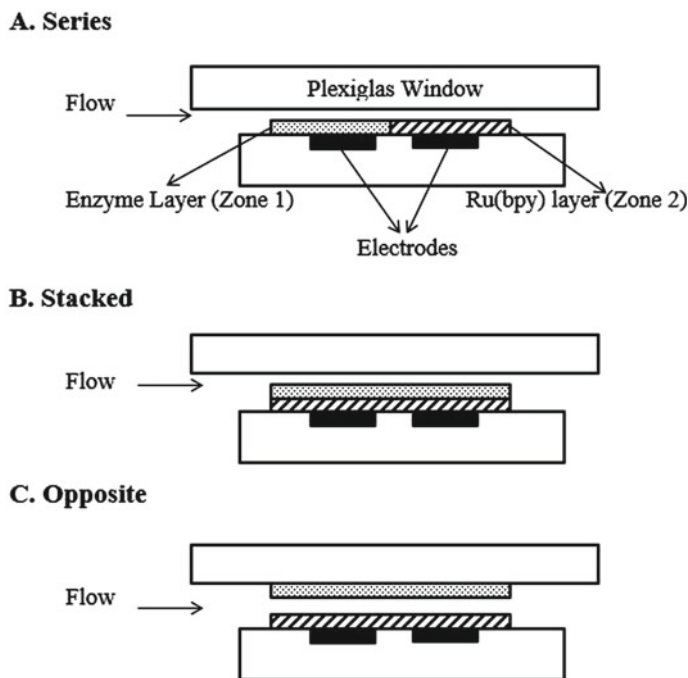 A. Series
Plexiglas Window
Flow
Enzyme Layer (Zone 1)
Ru(bpy) layer (Zone 2)
Electrodes
B. Stacked
Flow
C. Opposite
Flow